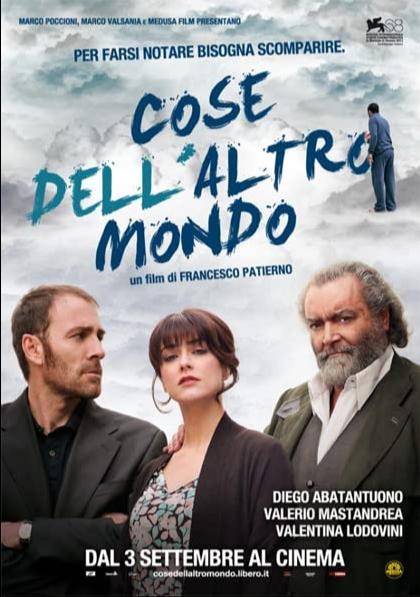 MARCO POCCIONI, MARCO VALSANIA e MEDUSA FILM PRESENTANO
68
PER FARSI NOTARE BISOGNA SCOMPARIRE.
COSE
DELL'ALTRO
MONDO
un film di FRANCESCO PATIERNO
DIEGO ABATANTUONO
VALERIO MASTANDREA
VALENTINA LODOVINI
DAL 3 SETTEMBRE AL CINEMA
cosedellaltromondo.libero.it